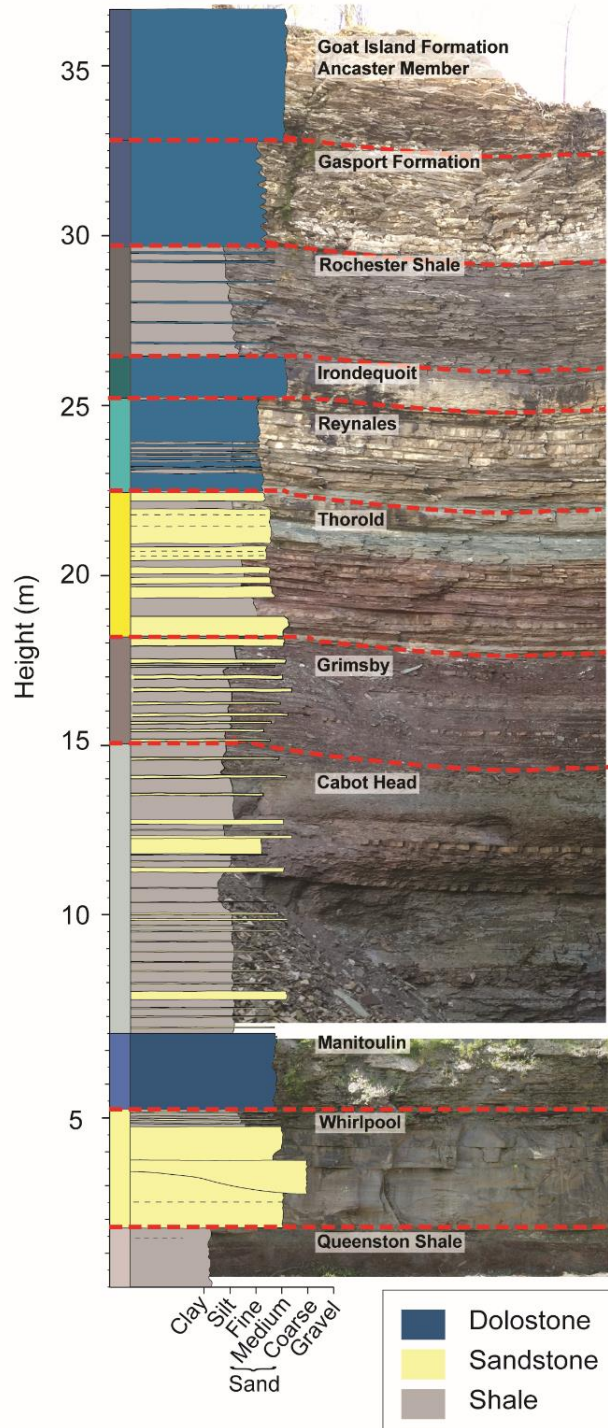 Goat Island Formation
Ancaster Member
35
Gasport Formation
30
Rochester Shale
Irondequoit
25
Reynales
Thorold
20
Height (m)
Grimsby
15
Cabot Head
10
Manitoulin
5
Whirlpool
Queenston Shale
Clay
Silt
Fine
Medium
Coarse
Gravel
Sand
Dolostone
Sandstone
Shale